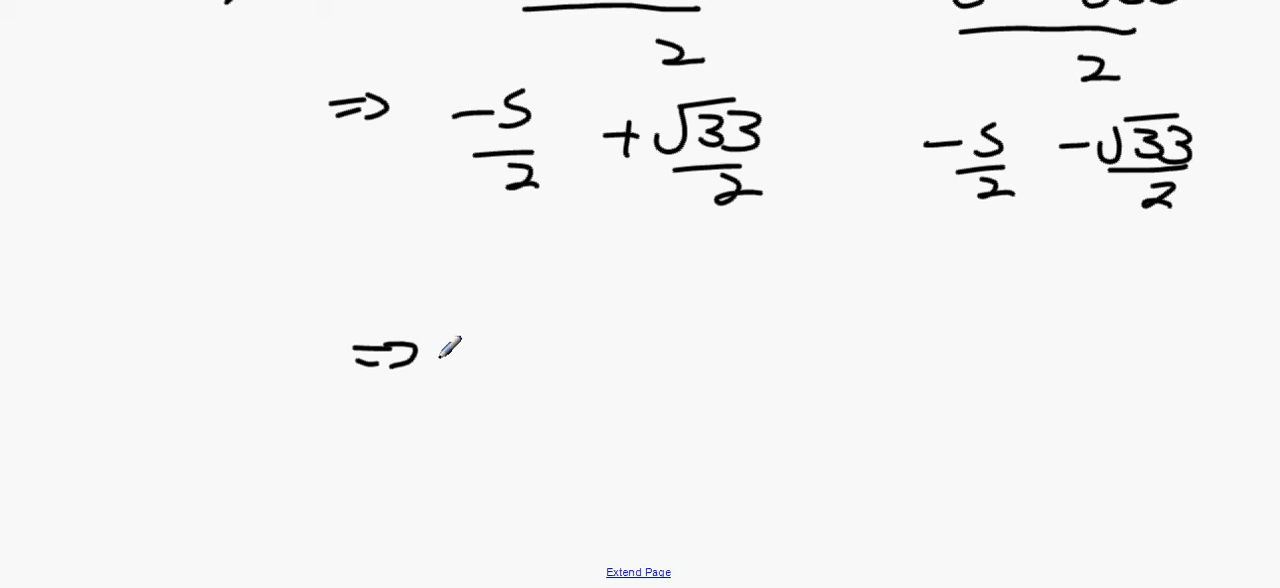 2 2
=> -5/2 + √33/2 -5/2 - √33/2
=>
Extend Page